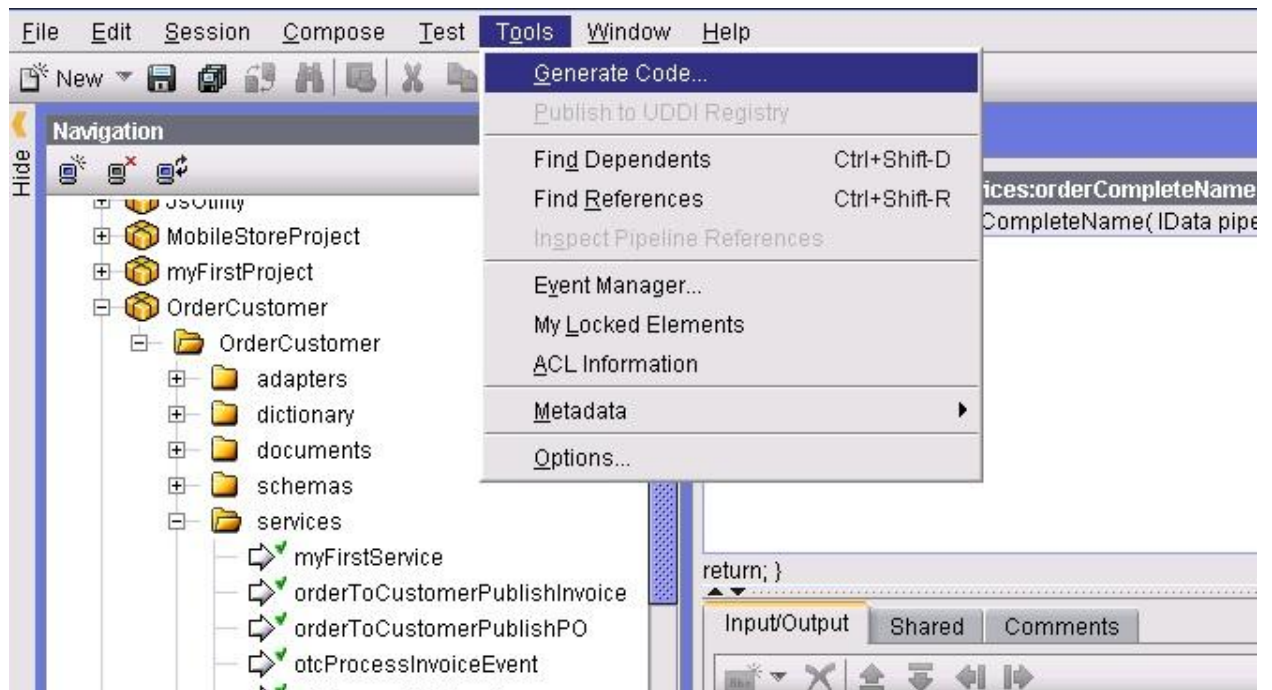 File Edit Session Compose Test Tools Window Help
New
Hide
Navigation
JsUtility
MobileStoreProject
myFirstProject
OrderCustomer
OrderCustomer
adapters
dictionary
documents
schemas
services
myFirstService
orderToCustomerPublishInvoice
orderToCustomerPublishPO
otcProcessInvoiceEvent
Generate Code...
Publish to UDDI Registry
Find Dependents Ctrl+Shift-D
Find References Ctrl+Shift-R
Inspect Pipeline References
Event Manager...
My Locked Elements
ACL Information
Metadata
Options...
ices:orderCompleteName
CompleteName( IData pipe
return; }
Input/Output Shared Comments